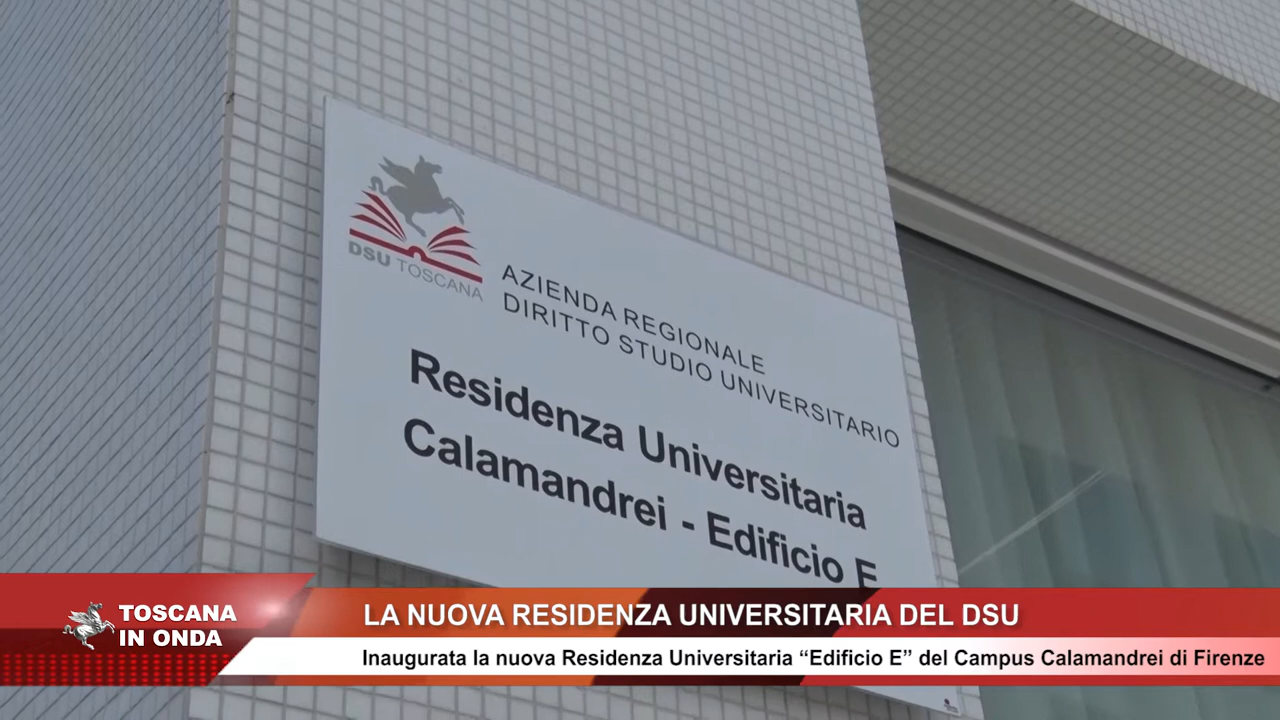 DSU TOSCANA
AZIENDA REGIONALE
DIRITTO STUDIO UNIVERSITARIO
Residenza Universitaria
Calamandrei - Edificio E
TOSCANA
IN ONDA
LA NUOVA RESIDENZA UNIVERSITARIA DEL DSU
Inaugurata la nuova Residenza Universitaria “Edificio E” del Campus Calamandrei di Firenze